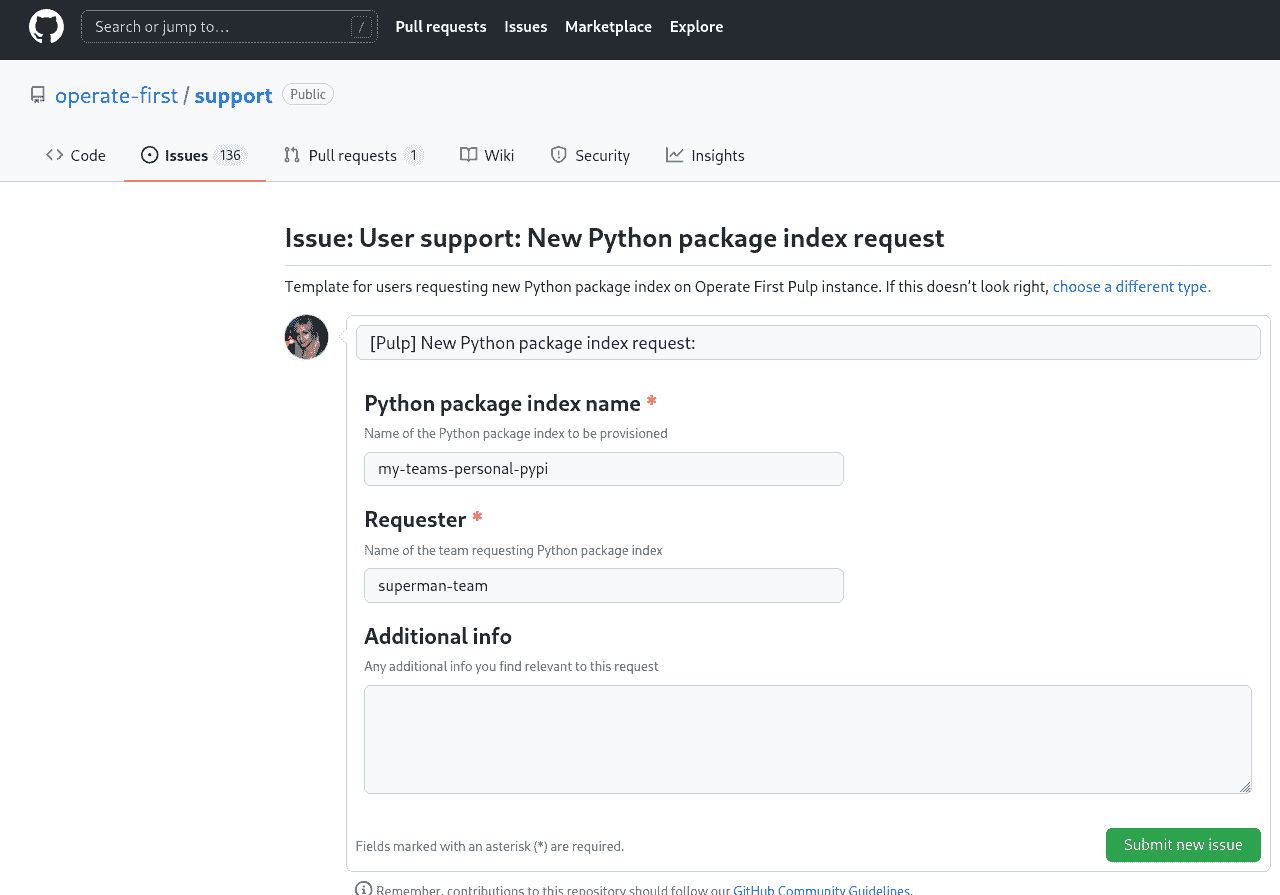 Search or jump to… /
Pull requests Issues Marketplace Explore
operate-first / support Public
Code Issues 136 Pull requests 1 Wiki Security Insights
Issue: User support: New Python package index request
Template for users requesting new Python package index on Operate First Pulp instance. If this doesn’t look right, choose a different type.
[Pulp] New Python package index request:
Python package index name *
Name of the Python package index to be provisioned
my-teams-personal-pypi
Requester *
Name of the team requesting Python package index
superman-team
Additional info
Any additional info you find relevant to this request
Fields marked with an asterisk (*) are required.
Submit new issue
Remember, contributions to this repository should follow our GitHub Community Guidelines.